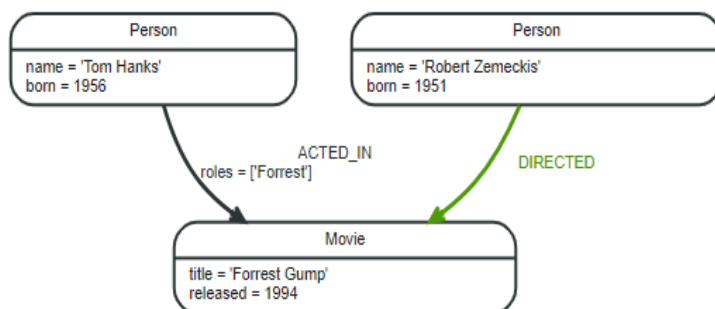 Person
name = 'Tom Hanks'
born = 1956
Person
name = 'Robert Zemeckis'
born = 1951
ACTED_IN
roles = ['Forrest']
DIRECTED
Movie
title = 'Forrest Gump'
released = 1994